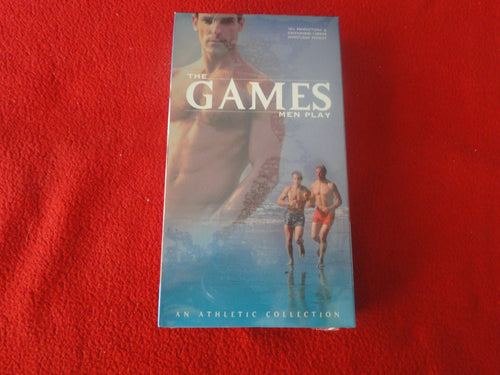 THE
GAMES
MEN PLAY
AN ATHLETIC COLLECTION